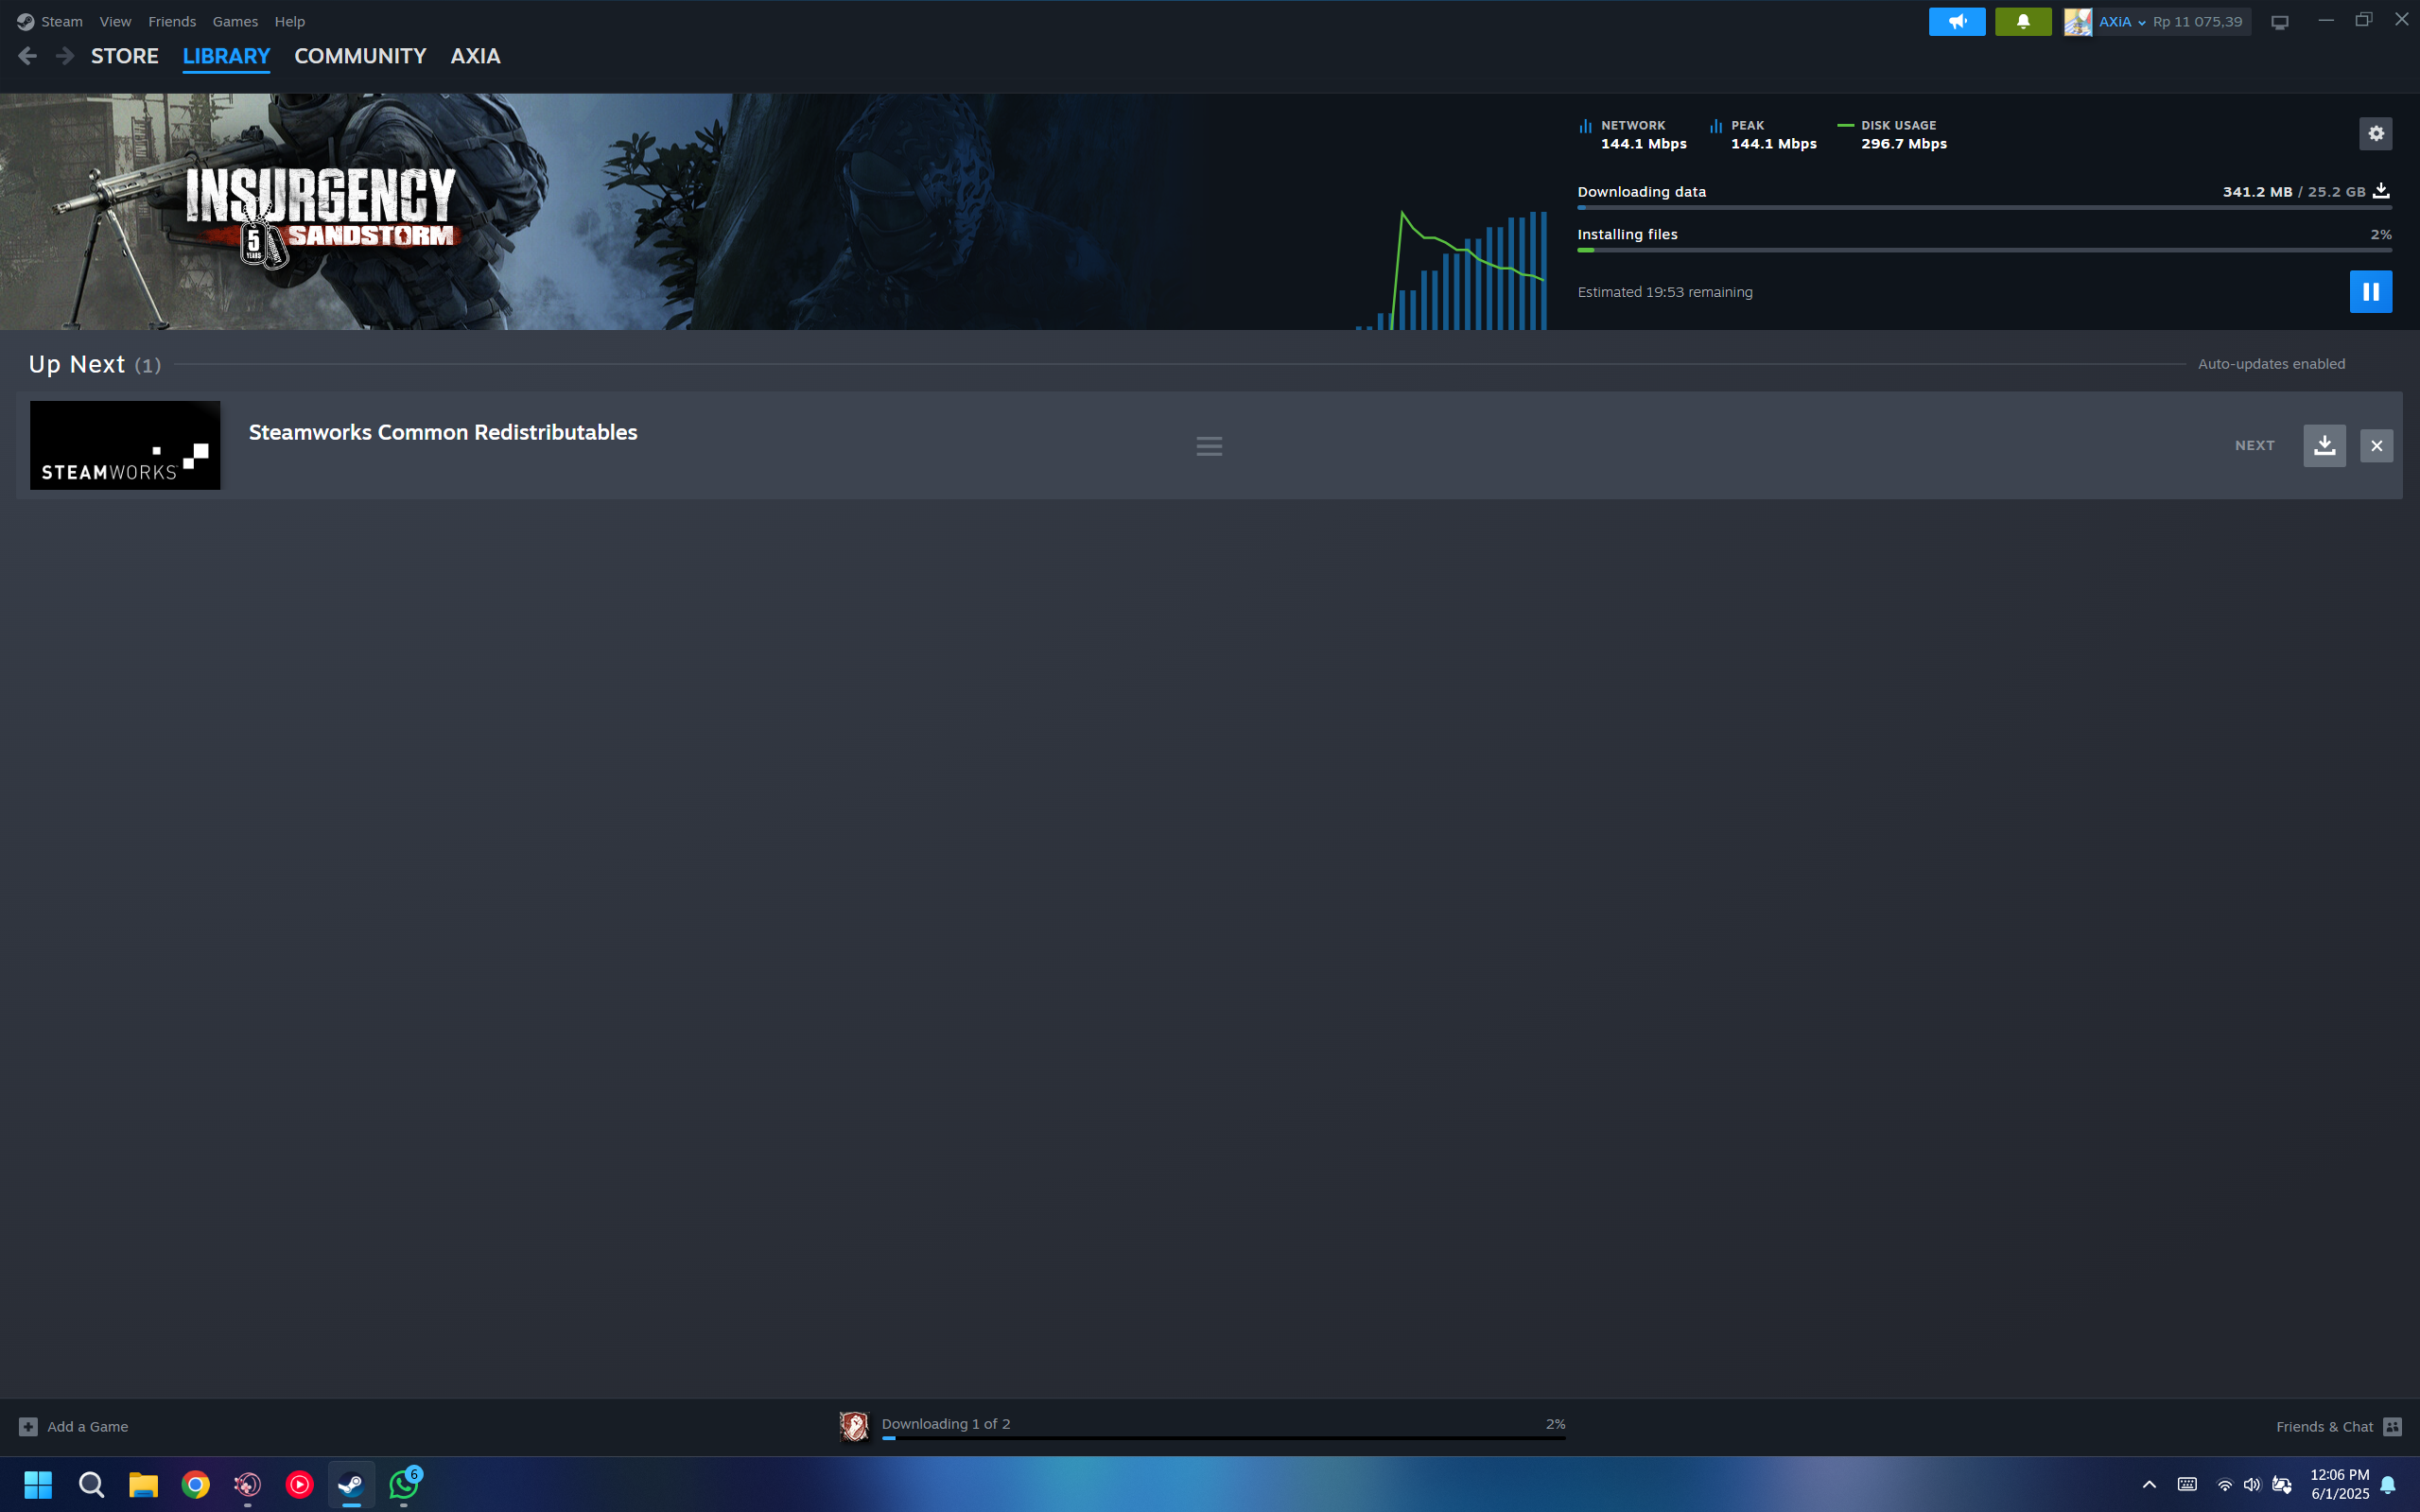 Steam View Friends Games Help
AXiA Rp 11 075,39
STORE LIBRARY COMMUNITY AXIA
INSURGENCY
5 YEARS
SANDSTORM
NETWORK PEAK DISK USAGE
144.1 Mbps 144.1 Mbps 296.7 Mbps
Downloading data 341.2 MB / 25.2 GB
Installing files 2%
Estimated 19:53 remaining
Up Next (1) Auto-updates enabled
Steamworks Common Redistributables
STEAMWORKS
NEXT
Add a Game
Downloading 1 of 2 2%
Friends & Chat
6
12:06 PM
6/1/2025